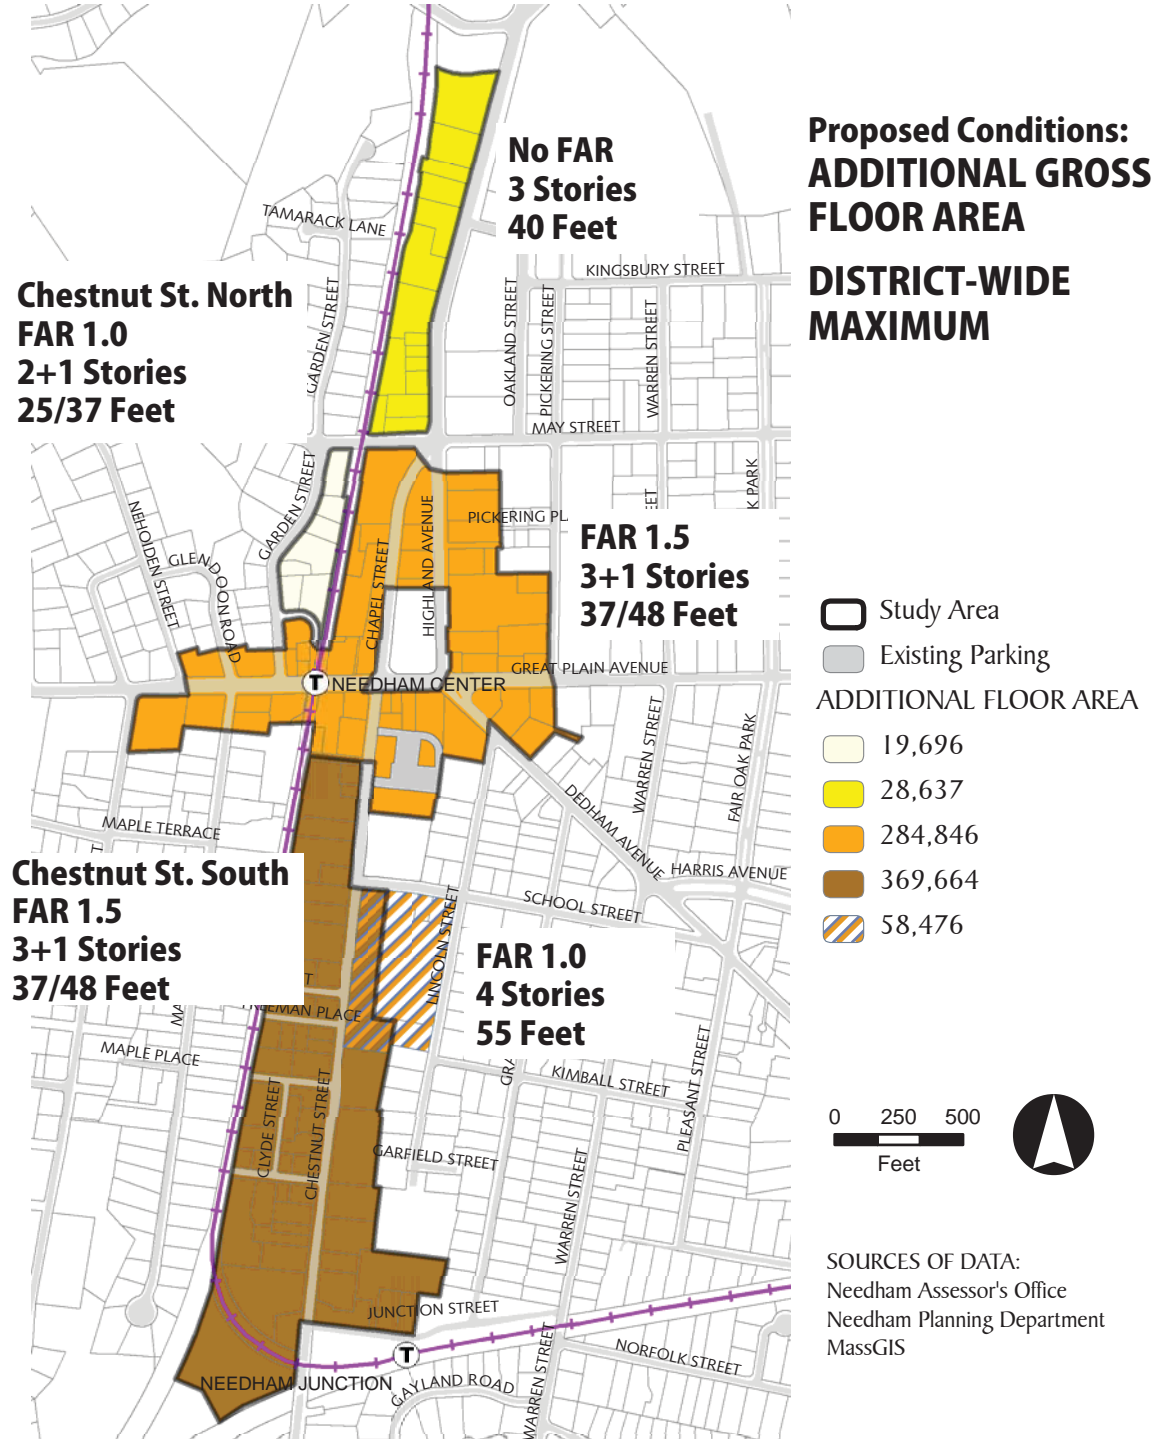 Proposed Conditions:
ADDITIONAL GROSS
FLOOR AREA
DISTRICT-WIDE
MAXIMUM
No FAR
3 Stories
40 Feet
TAMARACK LANE
KINGSBURY STREET
Chestnut St. North
FAR 1.0
2+1 Stories
25/37 Feet
GARDEN STREET
OAKLAND STREET
PICKERING STREET
WARREN STREET
MAY STREET
GARDEN STREET
NEHOIDEN STREET
GLENDOON ROAD
CHAPEL STREET
HIGHLAND AVENUE
PICKERING PL
EET
K PARK
FAR 1.5
3+1 Stories
37/48 Feet
GREAT PLAIN AVENUE
T NEEDHAM CENTER
WARREN STREET
FAIR OAK PARK
DEDHAM AVENUE
HARRIS AVENUE
MAPLE TERRACE
SCHOOL STREET
LINCOLN STREET
Chestnut St. South
FAR 1.5
3+1 Stories
37/48 Feet
FAR 1.0
4 Stories
55 Feet
FREEMAN PLACE
MAPLE PLACE
CLYDE STREET
CHESTNUT STREET
GRA
KIMBALL STREET
PLEASANT STREET
GARFIELD STREET
WARREN STREET
JUNCTION STREET
T
NEEDHAM JUNCTION
GAYLAND ROAD
WARREN STREET
NORFOLK STREET
Study Area
Existing Parking
ADDITIONAL FLOOR AREA
19,696
28,637
284,846
369,664
58,476
0 250 500
Feet
SOURCES OF DATA:
Needham Assessor's Office
Needham Planning Department
MassGIS